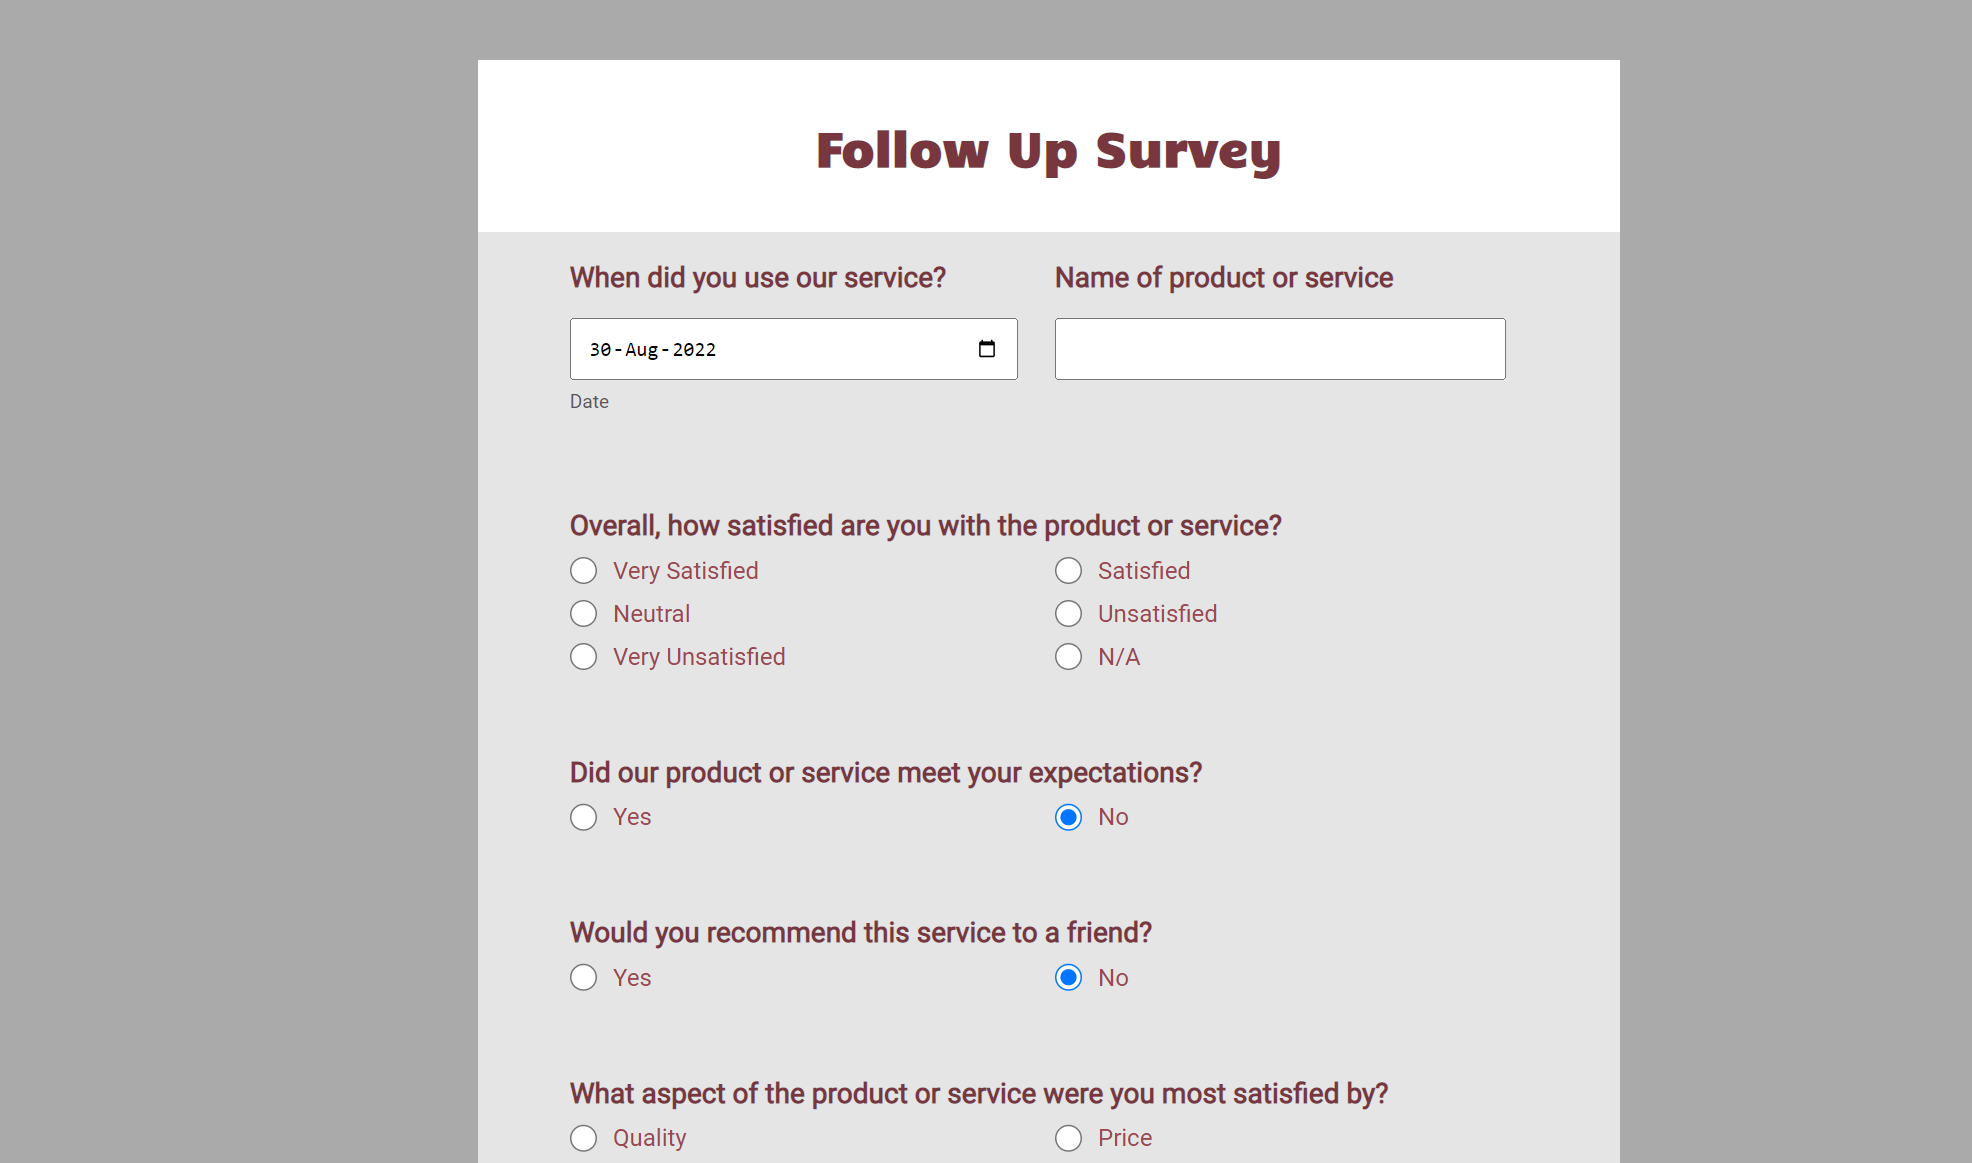 Follow Up Survey
When did you use our service? Name of product or service
30-Aug-2022
Date
Overall, how satisfied are you with the product or service?
Very Satisfied Satisfied
Neutral Unsatisfied
Very Unsatisfied N/A
Did our product or service meet your expectations?
Yes No
Would you recommend this service to a friend?
Yes No
What aspect of the product or service were you most satisfied by?
Quality Price